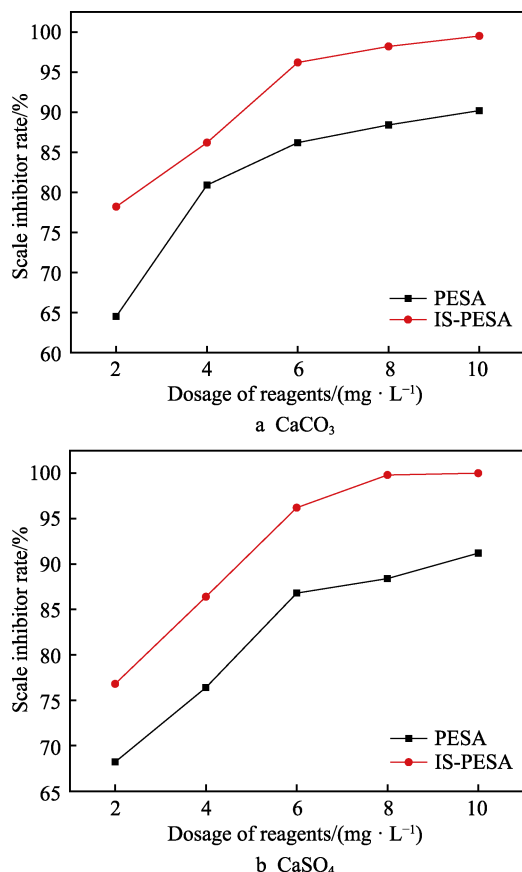 100
95
90
85
80
75
70
65
60
Scale inhibitor rate/%
PESA
IS-PESA
2 4 6 8 10
Dosage of reagents/(mg · L⁻¹)
a CaCO₃
100
95
90
85
80
75
70
65
Scale inhibitor rate/%
PESA
IS-PESA
2 4 6 8 10
Dosage of reagents/(mg · L⁻¹)
b CaSO₄